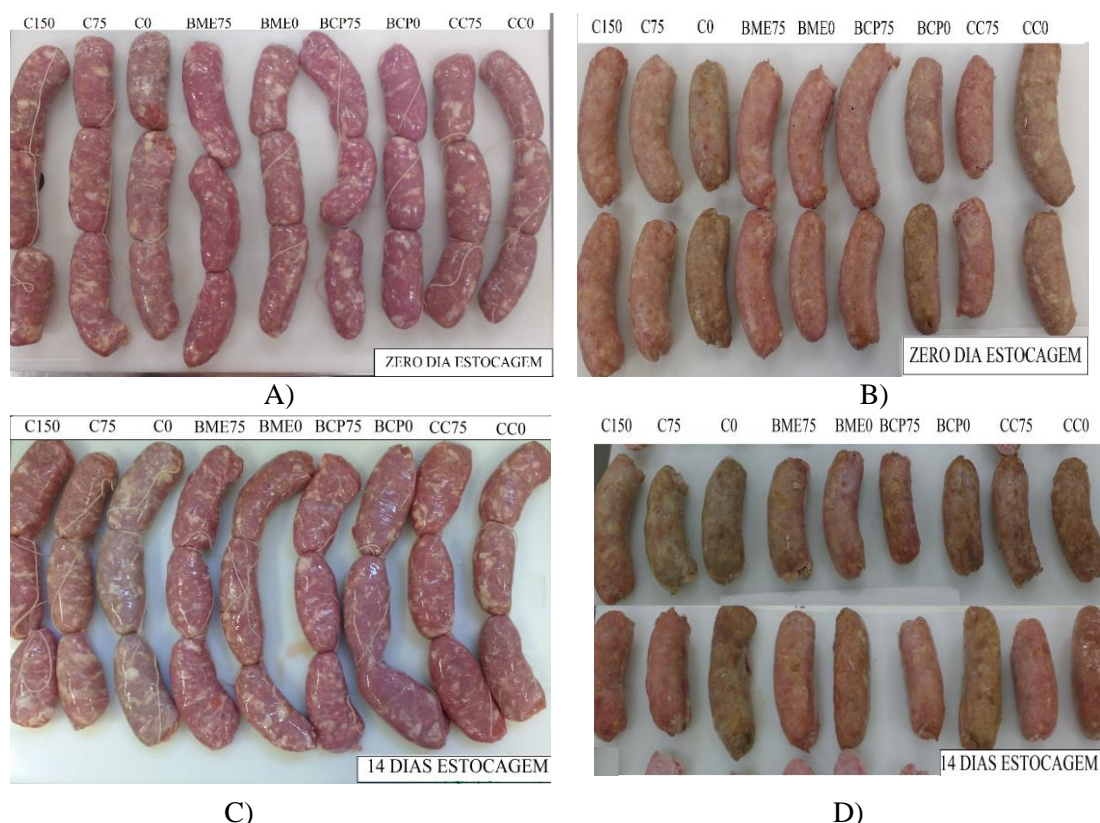 C150 C75 C0 BME75 BME0 BCP75 BCP0 CC75 CC0
ZERO DIA ESTOCAGEM
A)
C150 C75 C0 BME75 BME0 BCP75 BCP0 CC75 CC0
ZERO DIA ESTOCAGEM
B)
C150 C75 C0 BME75 BME0 BCP75 BCP0 CC75 CC0
14 DIAS ESTOCAGEM
C)
C150 C75 C0 BME75 BME0 BCP75 BCP0 CC75 CC0
14 DIAS ESTOCAGEM
D)